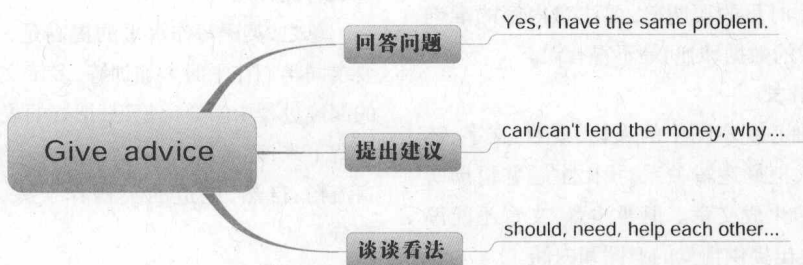 回答问题
Yes, I have the same problem.
Give advice
提出建议
can/can't lend the money, why...
谈谈看法
should, need, help each other...